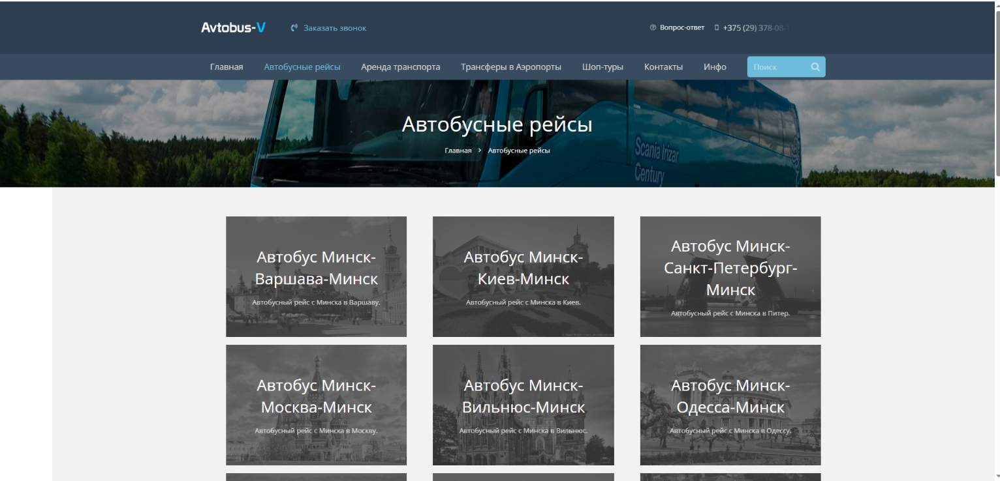 Avtobus-V
Заказать звонок
Вопрос-ответ
+375 (29) 378-08-
Главная
Автобусные рейсы
Аренда транспорта
Трансферы в Аэропорты
Шоп-туры
Контакты
Инфо
Поиск
Автобусные рейсы
Главная > Автобусные рейсы
Scania Irizar
Century
Автобус Минск-
Варшава-Минск
Автобусный рейс с Минска в Варшаву.
Автобус Минск-
Киев-Минск
Автобусный рейс с Минска в Киев.
Автобус Минск-
Санкт-Петербург-
Минск
Автобусный рейс с Минска в Питер.
Автобус Минск-
Москва-Минск
Автобусный рейс с Минска в Москву.
Автобус Минск-
Вильнюс-Минск
Автобусный рейс с Минска в Вильнюс.
Автобус Минск-
Одесса-Минск
Автобусный рейс с Минска в Одессу.